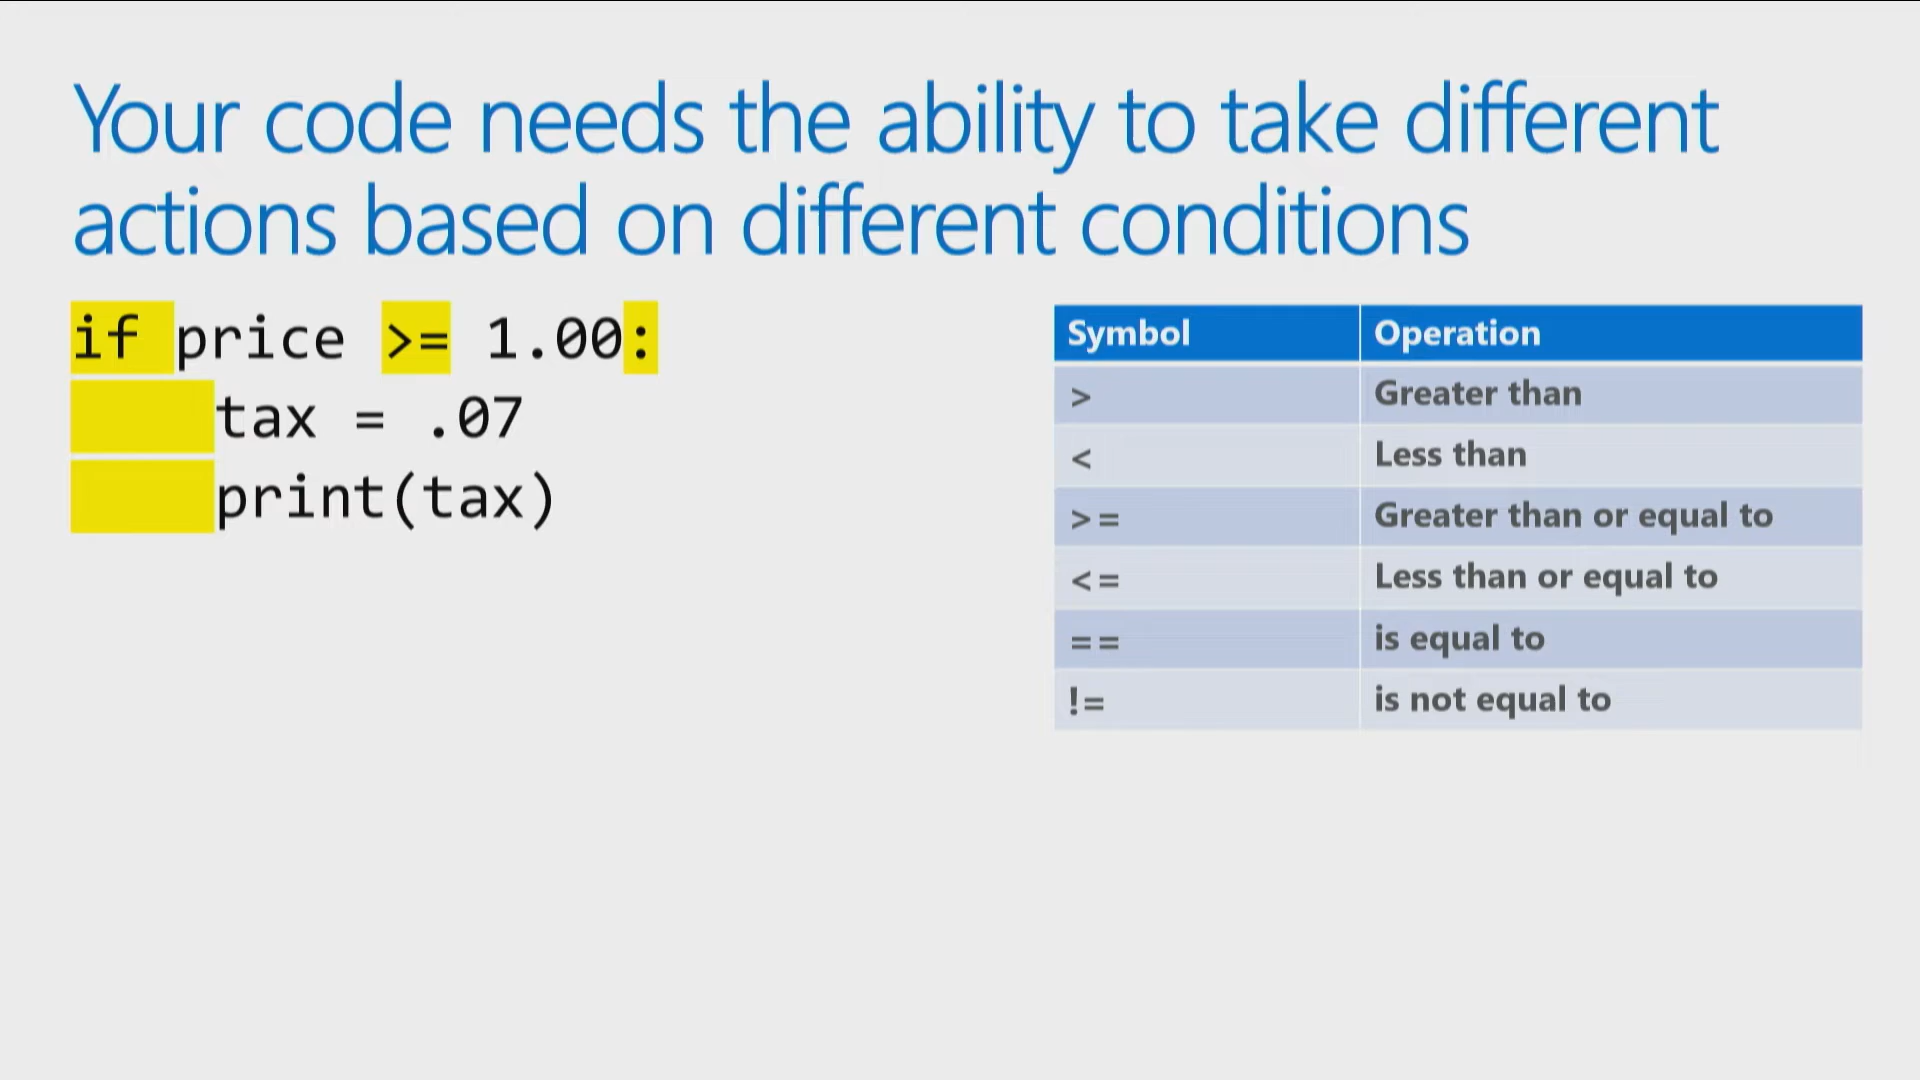 Your code needs the ability to take different
actions based on different conditions
if price >= 1.00:
    tax = .07
    print(tax)
Symbol Operation
> Greater than
< Less than
>= Greater than or equal to
<= Less than or equal to
== is equal to
!= is not equal to